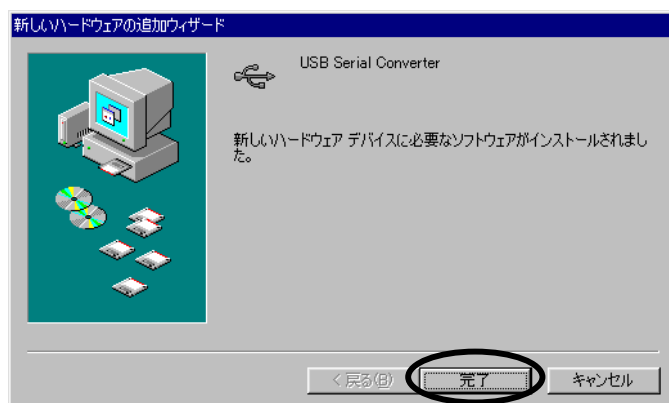 新しいハードウェアの追加ウィザード
USB Serial Converter
新しいハードウェア デバイスに必要なソフトウェアがインストールされまし
た。
< 戻る(B) 完了 キャンセル